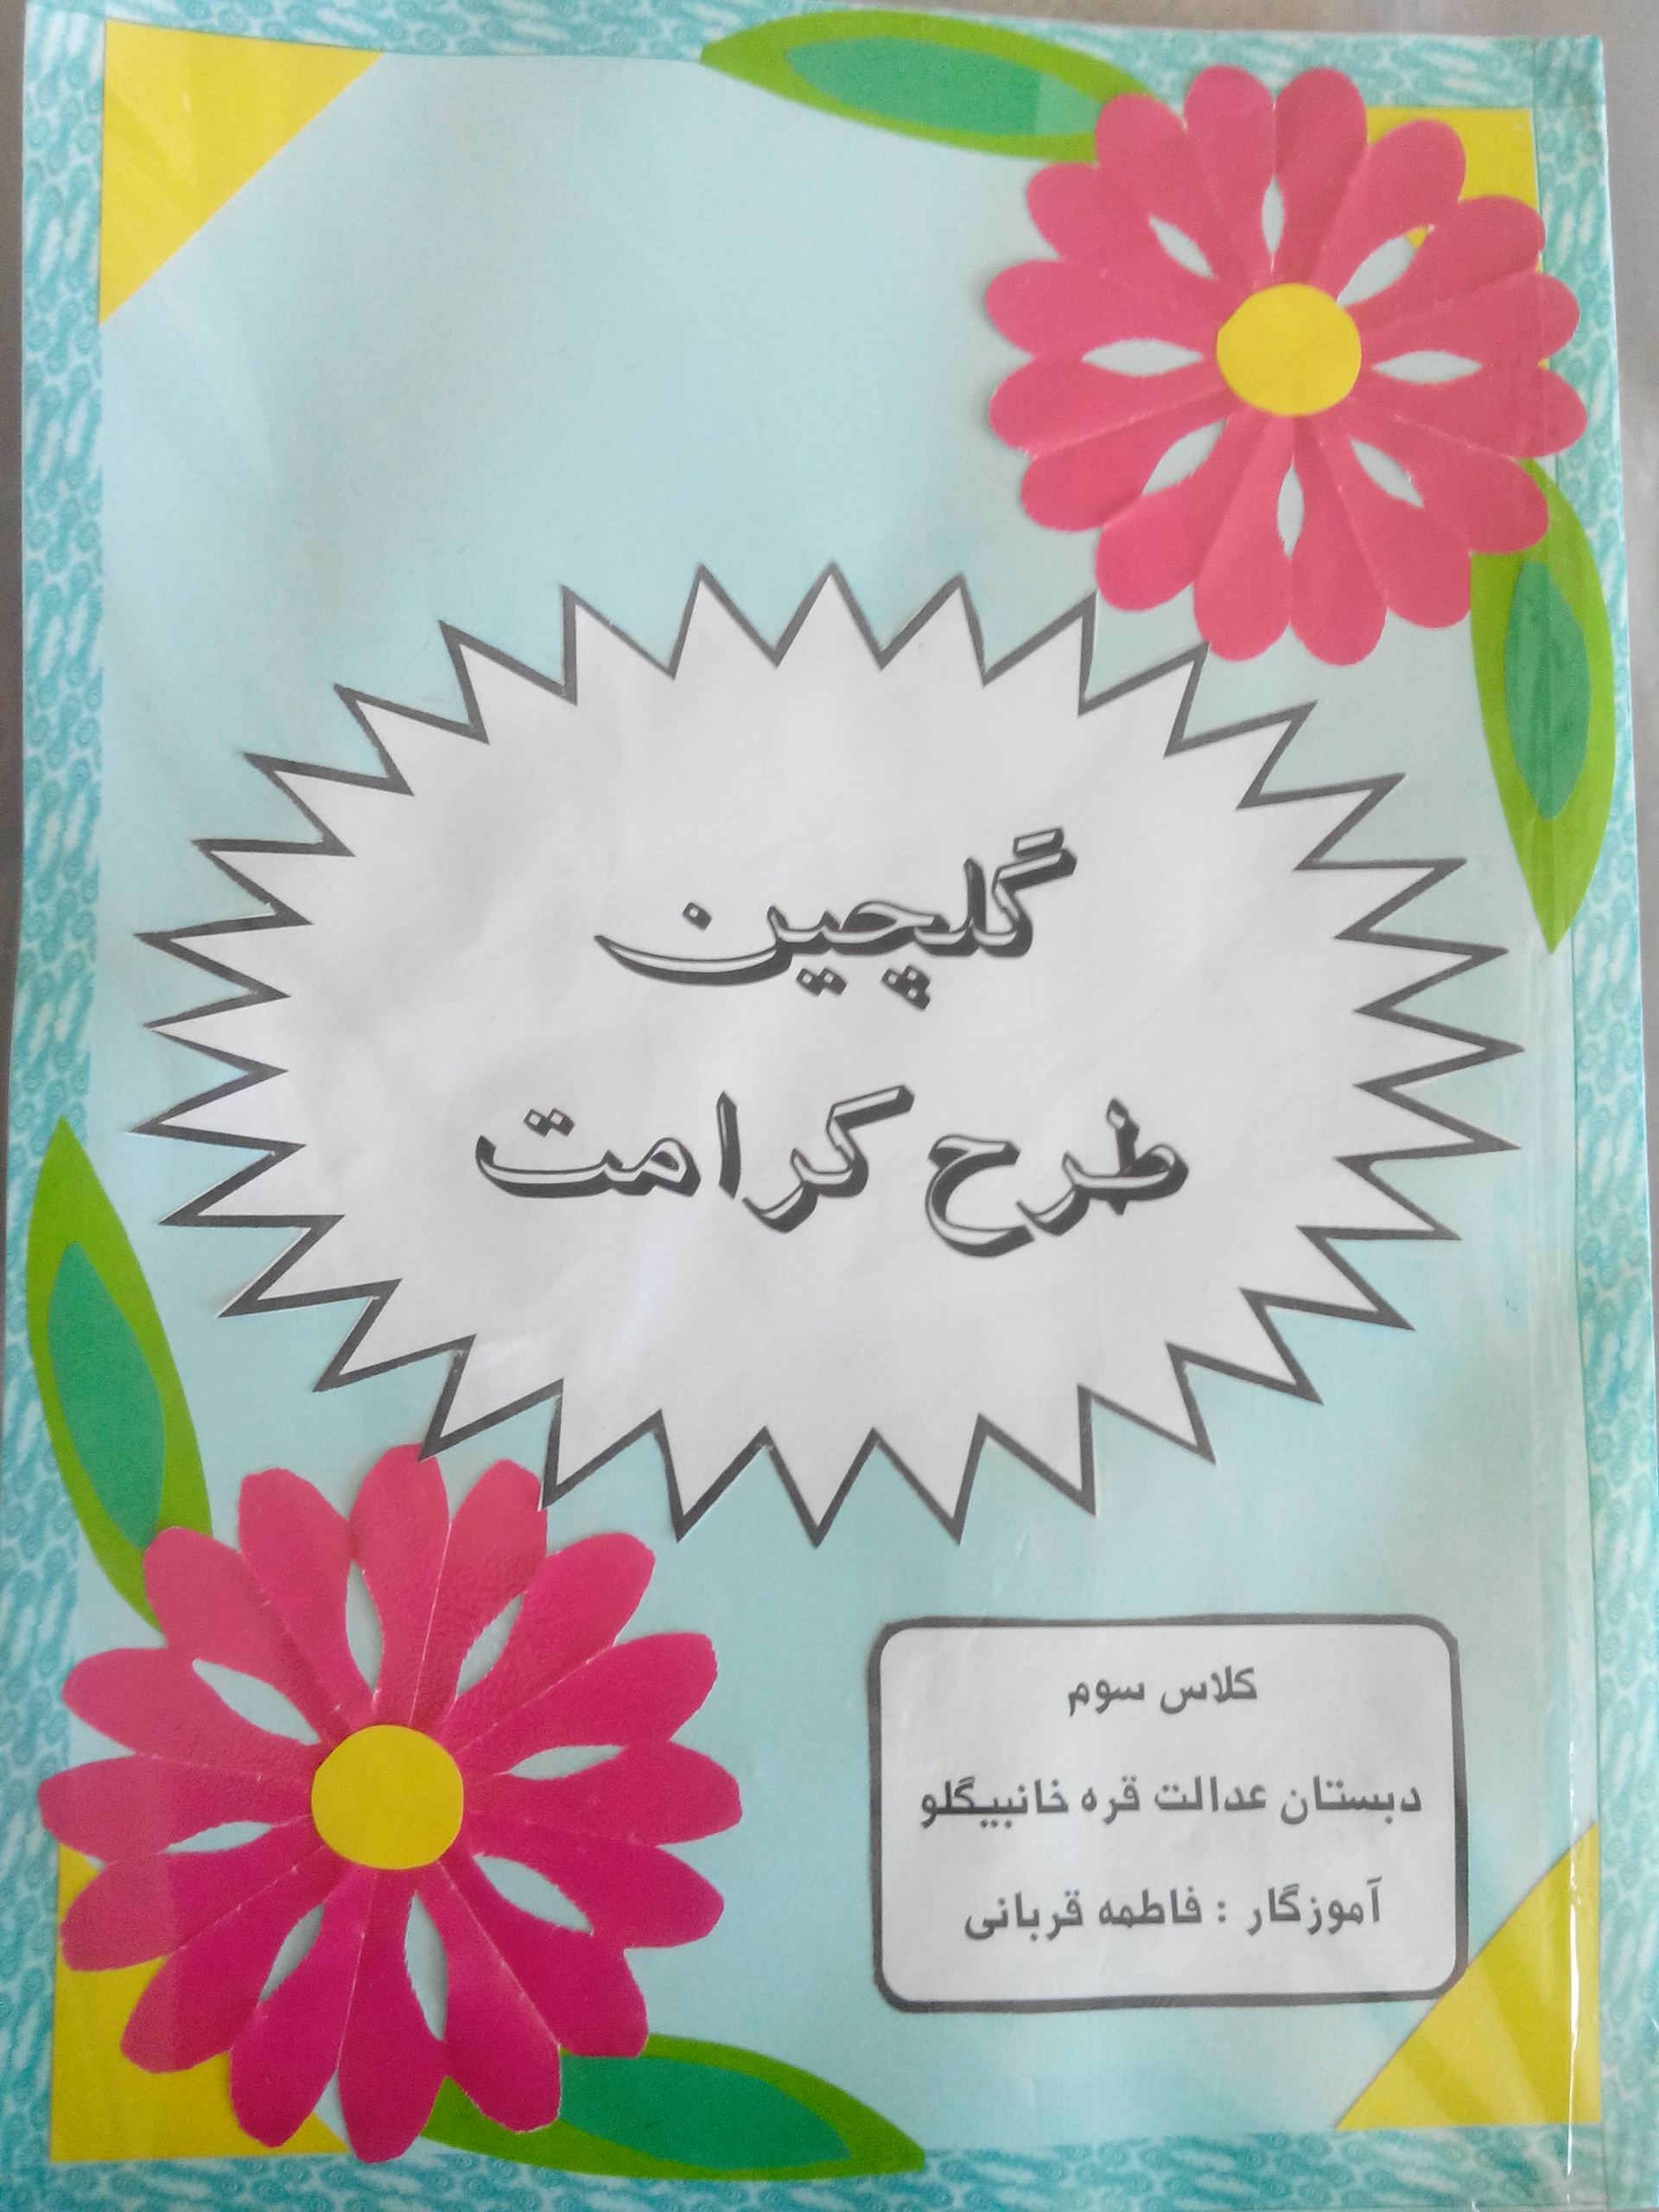 گلچین
طرح کرامت
کلاس سوم
دبستان عدالت قره خانبیگلو
آموزگار : فاطمه قربانی